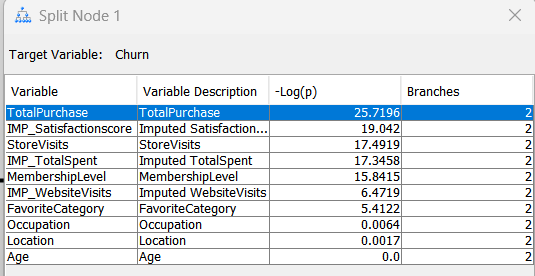 Split Node 1
Target Variable: Churn
Variable Variable Description -Log(p) Branches
TotalPurchase TotalPurchase 25.7196 2
IMP_Satisfactionscore Imputed Satisfaction... 19.042 2
StoreVisits StoreVisits 17.4919 2
IMP_TotalSpent Imputed TotalSpent 17.3458 2
MembershipLevel MembershipLevel 15.8415 2
IMP_WebsiteVisits Imputed WebsiteVisits 6.4719 2
FavoriteCategory FavoriteCategory 5.4122 2
Occupation Occupation 0.0064 2
Location Location 0.0017 2
Age Age 0.0 2